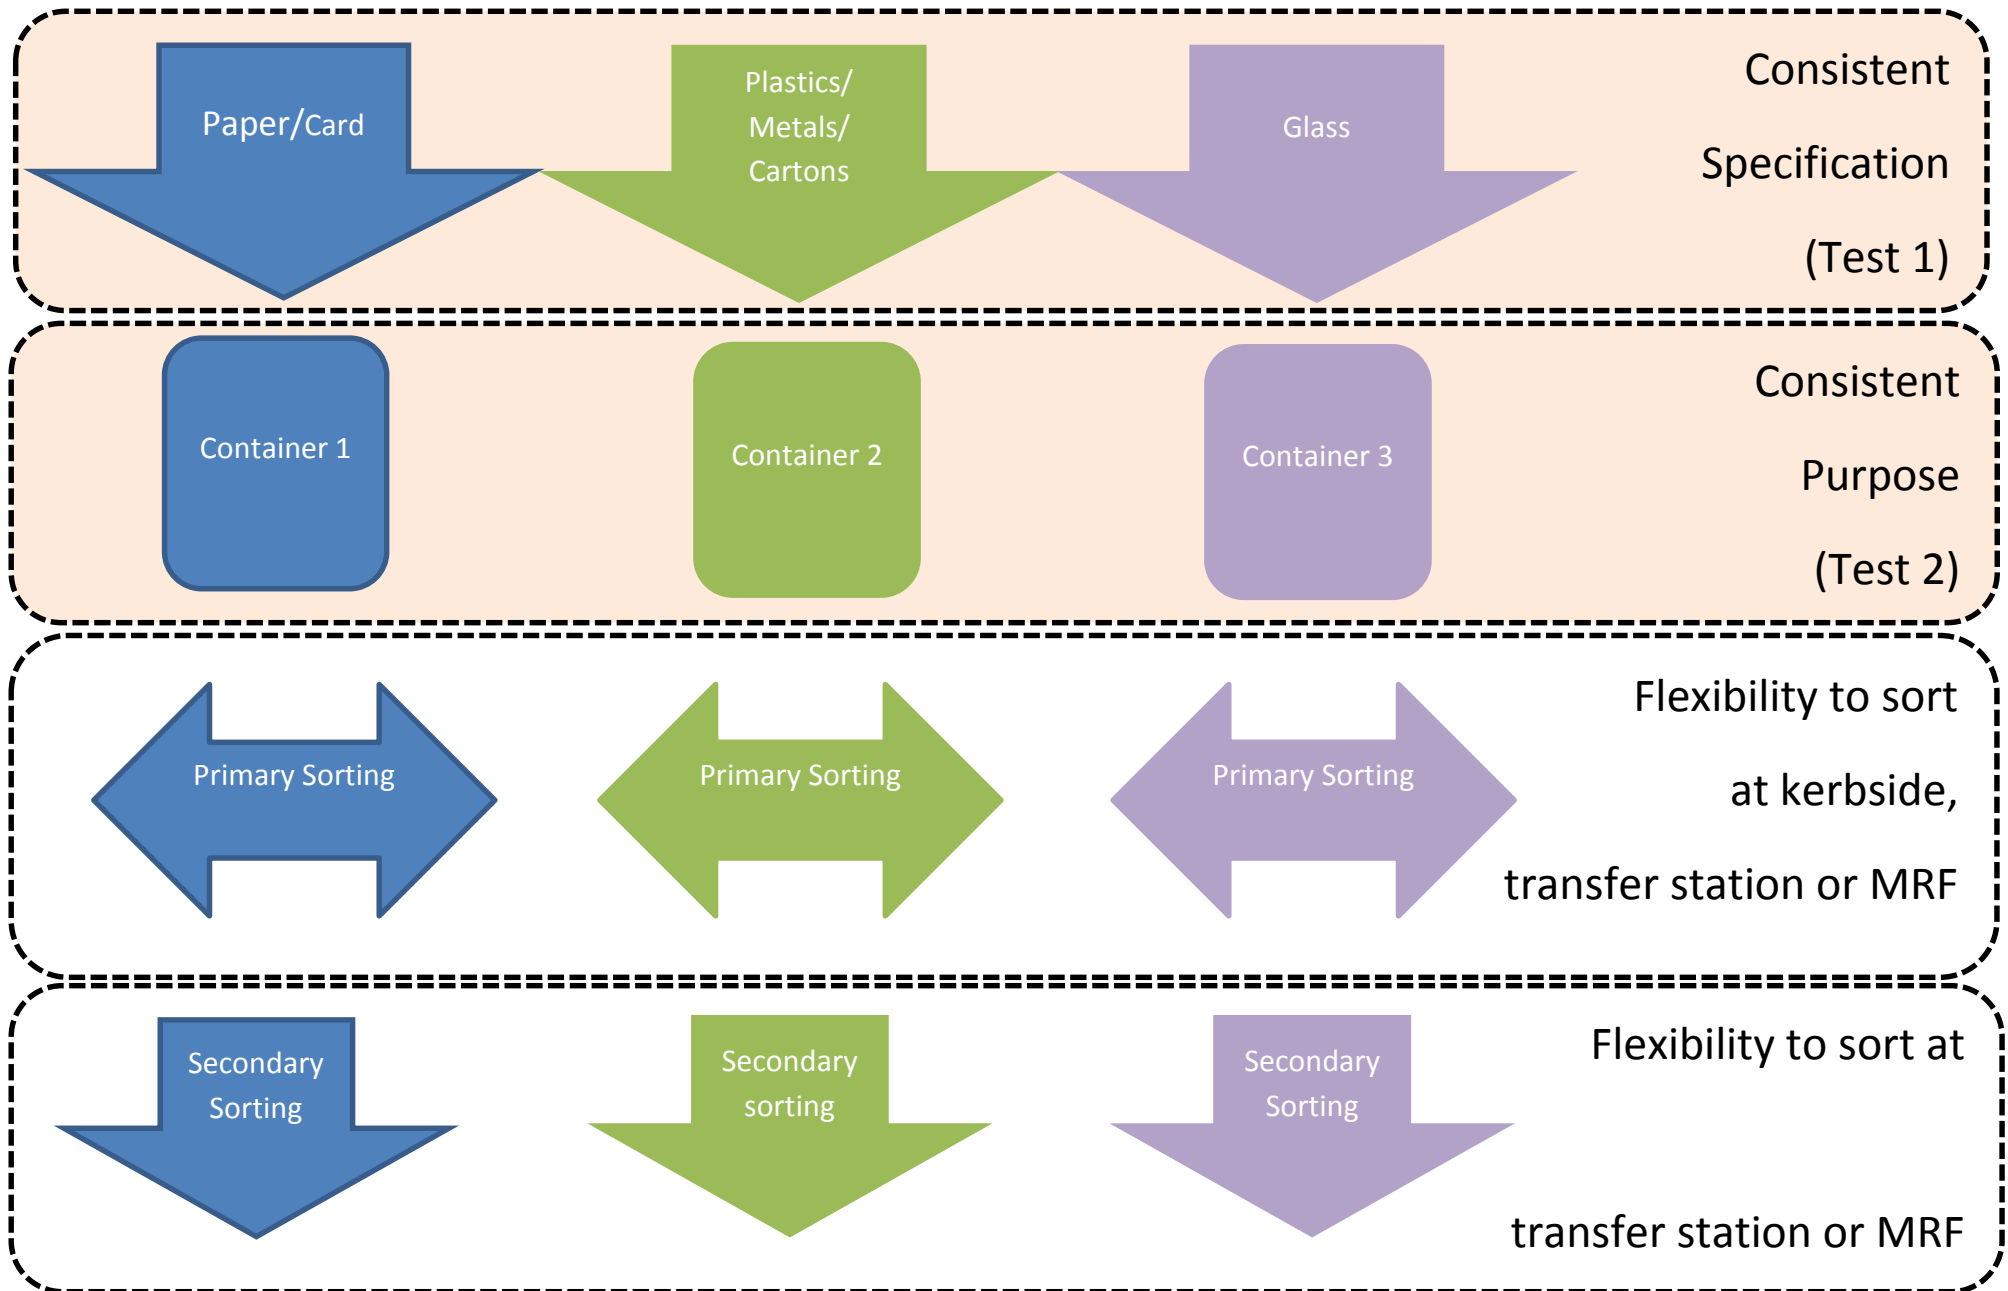 Paper/Card
Plastics/
Metals/
Cartons
Glass
Consistent
Specification
(Test 1)
Container 1
Container 2
Container 3
Consistent
Purpose
(Test 2)
Primary Sorting
Primary Sorting
Primary Sorting
Flexibility to sort
at kerbside,
transfer station or MRF
Secondary
Sorting
Secondary
sorting
Secondary
Sorting
Flexibility to sort at
transfer station or MRF